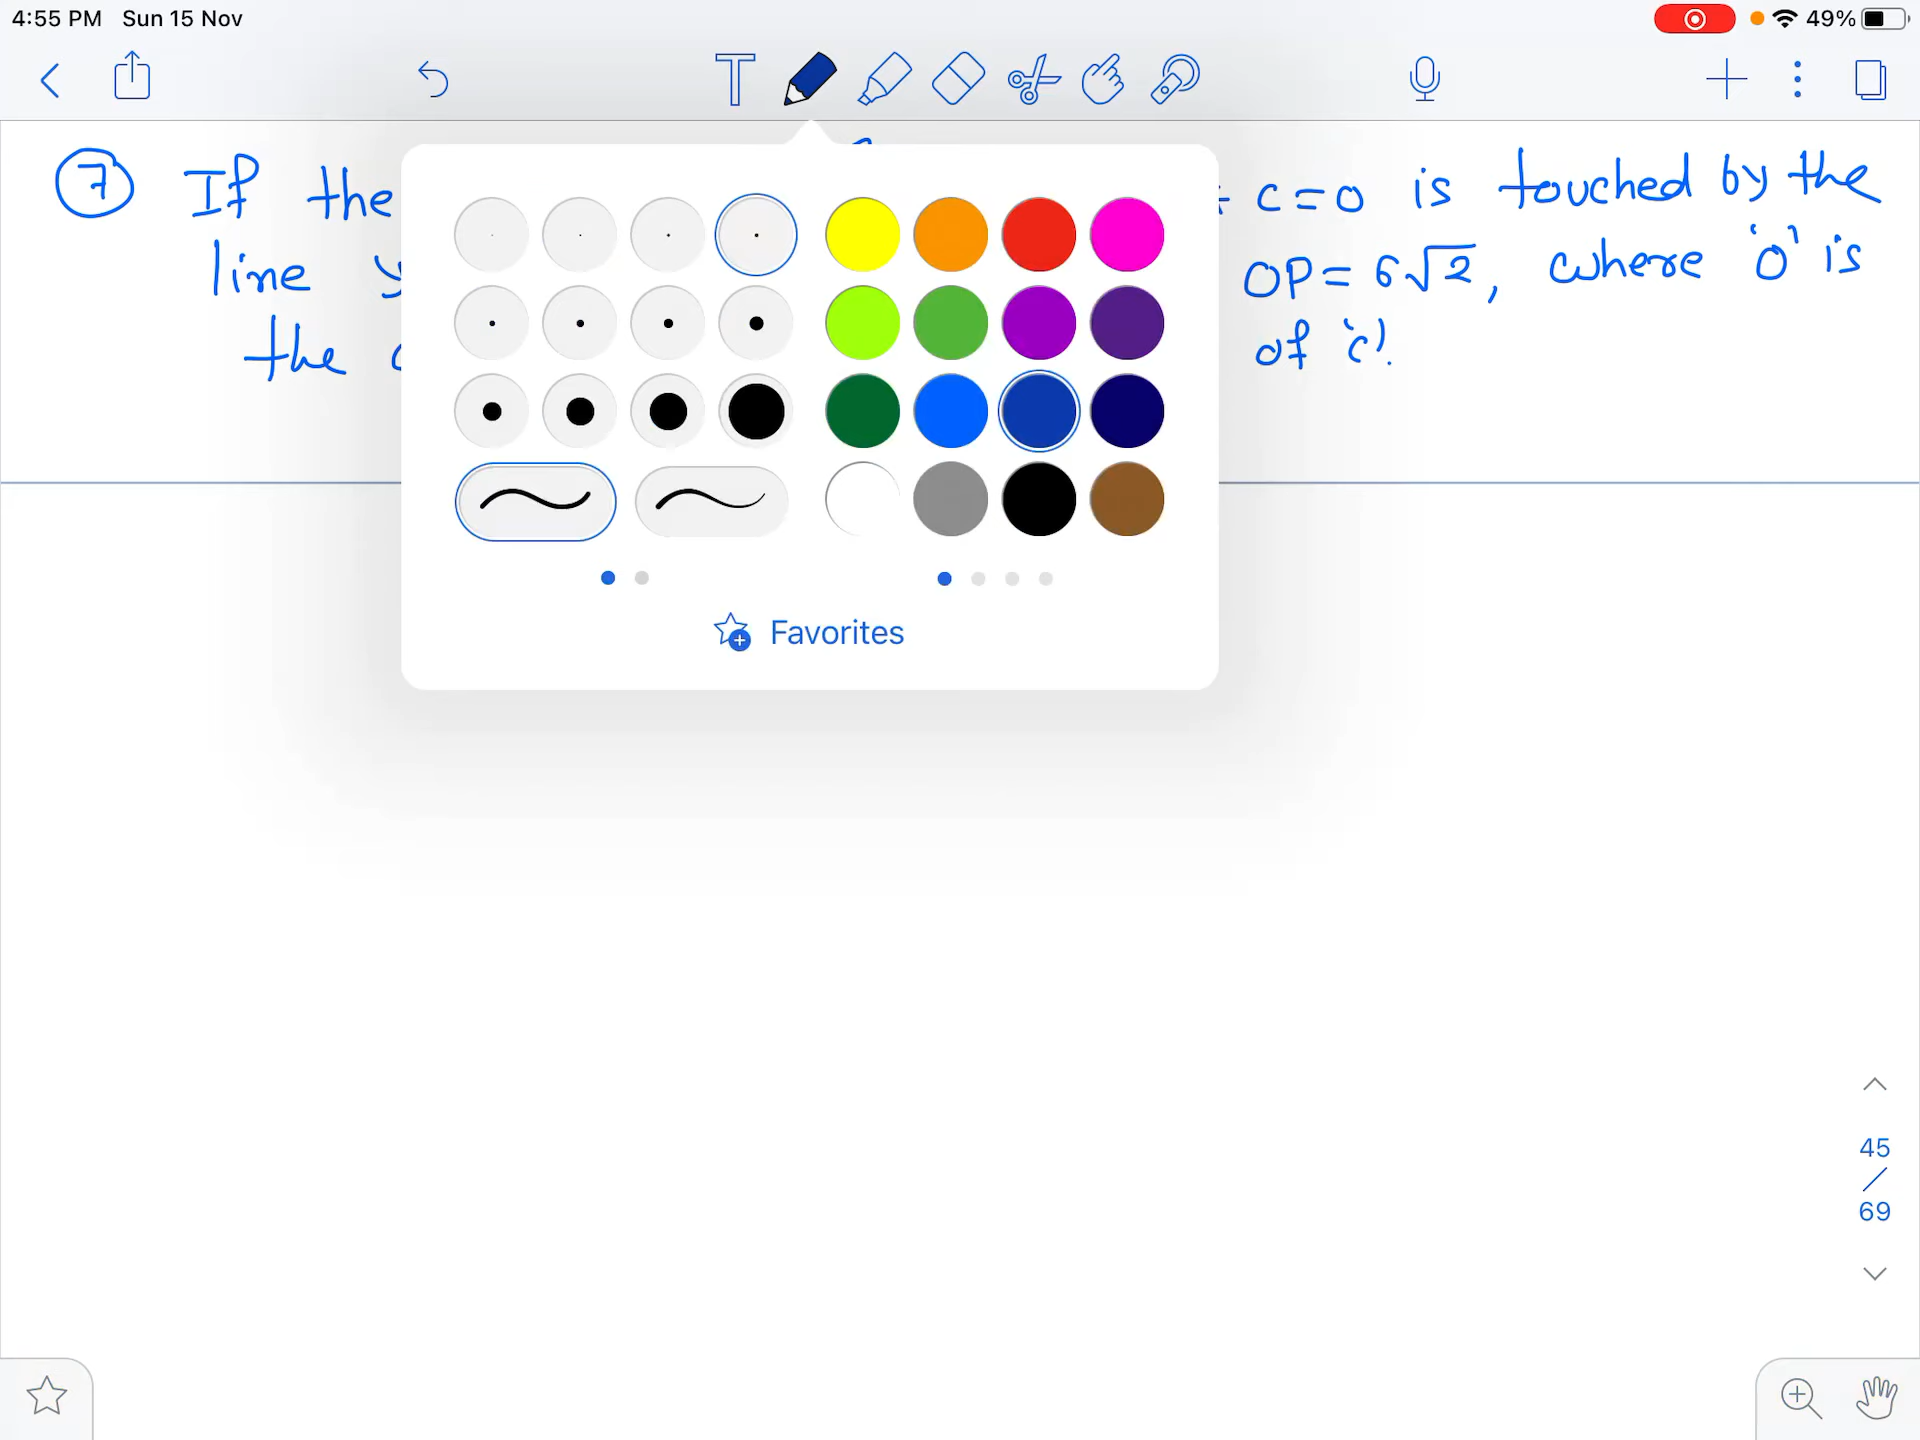 4:55 PM Sun 15 Nov 49%
T
7 If the + c=0 is touched by the
line y OP = 6√2, where 'O' is
the of 'c'.
Favorites
45
/
69